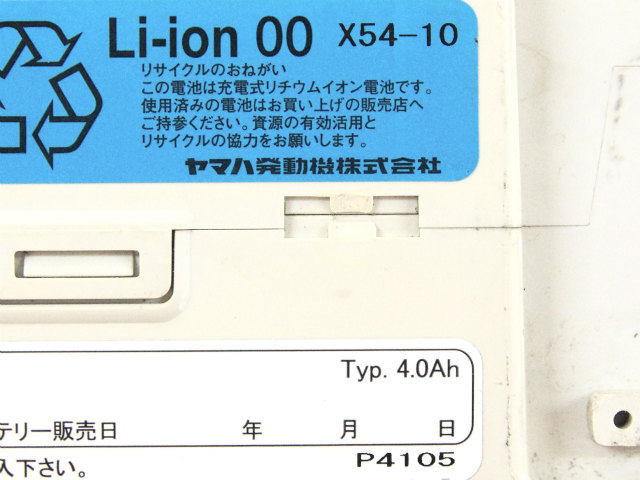 Li-ion 00 X54-10
リサイクルのおねがい
この電池は充電式リチウムイオン電池です。
使用済みの電池はお買い上げの販売店へ
ご持参ください。資源の有効活用と
リサイクルの協力をお願いします。
ヤマハ発動機株式会社
Typ. 4.0Ah
テリー販売日 年 月 日
入下さい。 P4105